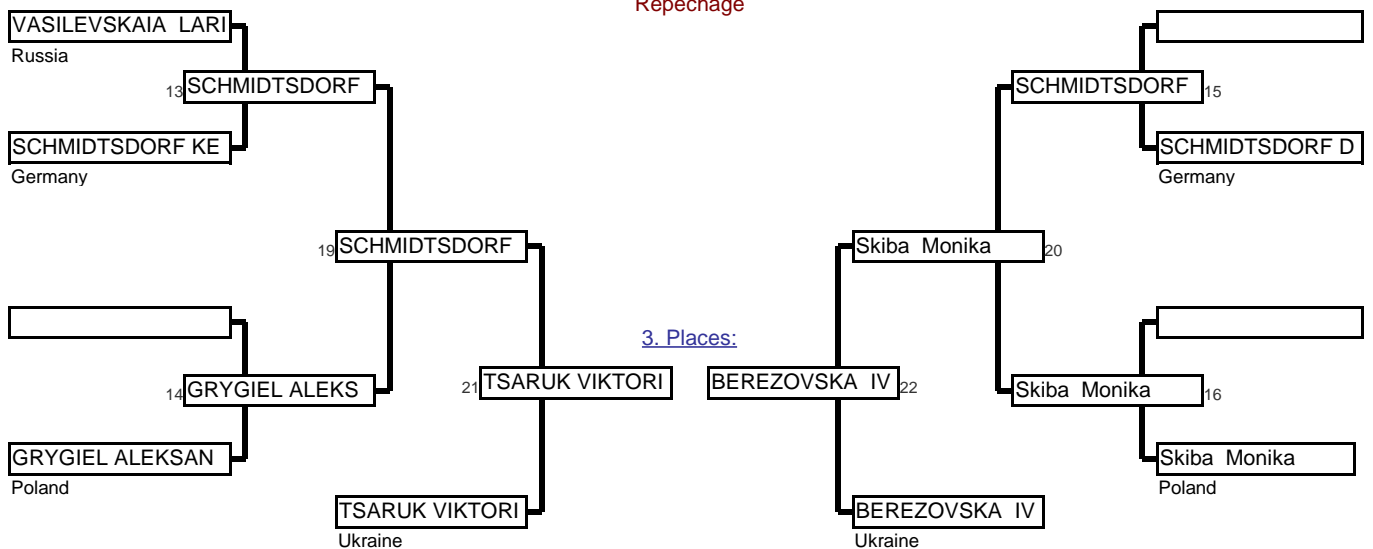 Repechage
VASILEVSKAIA LARI
Russia
13 SCHMIDTSDORF
SCHMIDTSDORF 15
SCHMIDTSDORF KE
Germany
SCHMIDTSDORF D
Germany
19 SCHMIDTSDORF
Skiba Monika 20
3. Places:
14 GRYGIEL ALEKS
21 TSARUK VIKTORI
BEREZOVSKA IV 22
Skiba Monika 16
GRYGIEL ALEKSAN
Poland
Skiba Monika
Poland
TSARUK VIKTORI
Ukraine
BEREZOVSKA IV
Ukraine